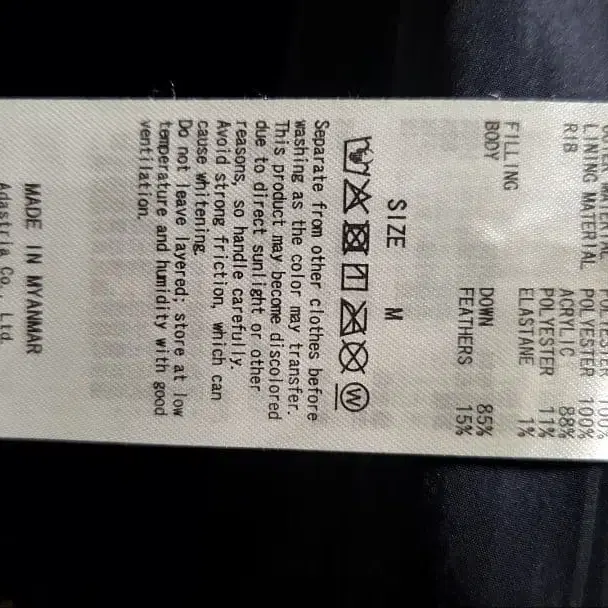 LINING MATERIAL POLYESTER 100%
RIB ACRYLIC 88%
POLYESTER 11%
ELASTANE 1%
FILLING
BODY DOWN 85%
FEATHERS 15%
SIZE M
W
Separate from other clothes before
washing as the color may transfer.
This product may become discolored
due to direct sunlight or other
reasons, so handle carefully.
Avoid strong friction, which can
cause whitening.
Do not leave layered; store at low
temperature and humidity with good
ventilation.
MADE IN MYANMAR
Adastria Co., Ltd.